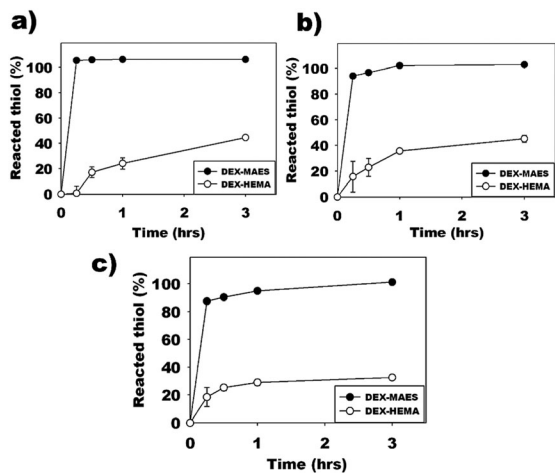 a)
Reacted thiol (%)
100
80
60
40
20
0
DEX-MAES
DEX-HEMA
0 1 2 3
Time (hrs)
b)
Reacted thiol (%)
100
80
60
40
20
0
DEX-MAES
DEX-HEMA
0 1 2 3
Time (hrs)
c)
Reacted thiol (%)
100
80
60
40
20
0
DEX-MAES
DEX-HEMA
0 1 2 3
Time (hrs)